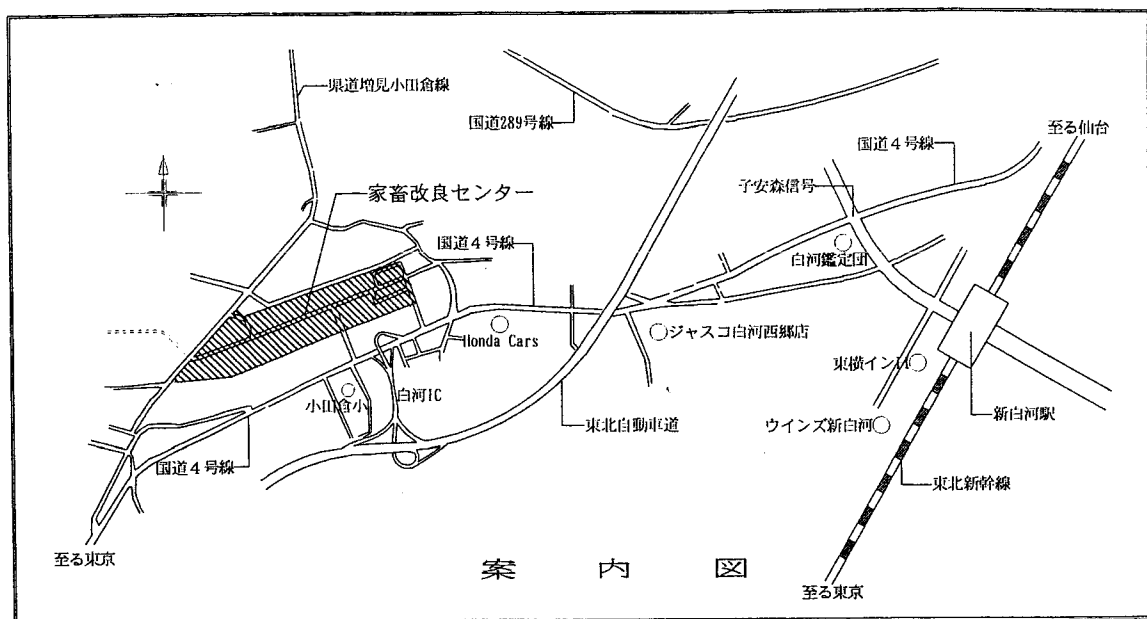 県道増見小田倉線
国道289号線
至る仙台
国道4号線
子安森信号
家畜改良センター
国道4号線
白河鑑定団
Honda Cars
ジャスコ白河西郷店
東横イン
小田倉小
白河IC
新白河駅
ウインズ新白河
東北自動車道
国道4号線
東北新幹線
至る東京
案内図
至る東京